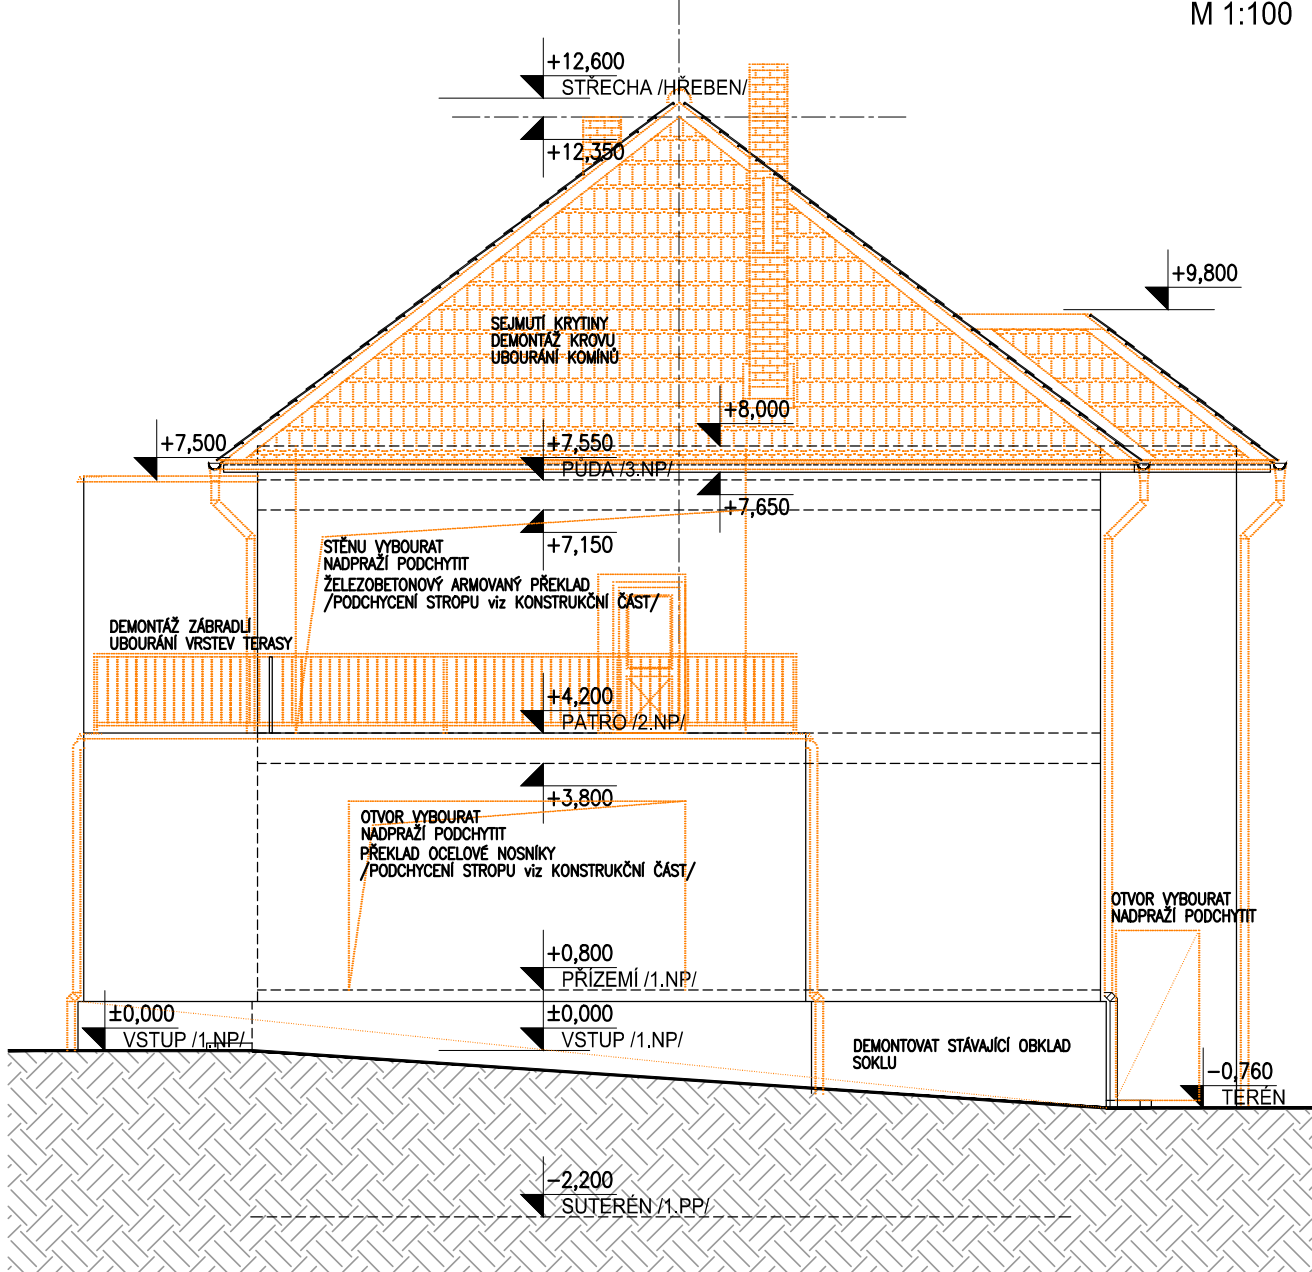 M 1:100
+12,600
STŘECHA /HŘEBEN/
+12,350
+9,800
SEJMUTÍ KRYTINY
DEMONTÁŽ KROVU
UBOURÁNÍ KOMÍNŮ
+8,000
+7,500
+7,550
PŮDA /3.NP/
+7,650
+7,150
STĚNU VYBOURAT
NADPRAŽÍ PODCHYTIT
ŽELEZOBETONOVÝ ARMOVANÝ PŘEKLAD
/PODCHYCENÍ STROPU viz KONSTRUKČNÍ ČÁST/
DEMONTÁŽ ZÁBRADLÍ
UBOURÁNÍ VRSTEV TERASY
+4,200
PATRO /2.NP/
+3,800
OTVOR VYBOURAT
NADPRAŽÍ PODCHYTIT
PŘEKLAD OCELOVÉ NOSNÍKY
/PODCHYCENÍ STROPU viz KONSTRUKČNÍ ČÁST/
OTVOR VYBOURAT
NADPRAŽÍ PODCHYTIT
+0,800
PŘÍZEMÍ /1.NP/
±0,000
VSTUP /1.NP/
±0,000
VSTUP /1.NP/
DEMONTOVAT STÁVAJÍCÍ OBKLAD
SOKLU
-0,760
TERÉN
-2,200
SUTERÉN /1.PP/